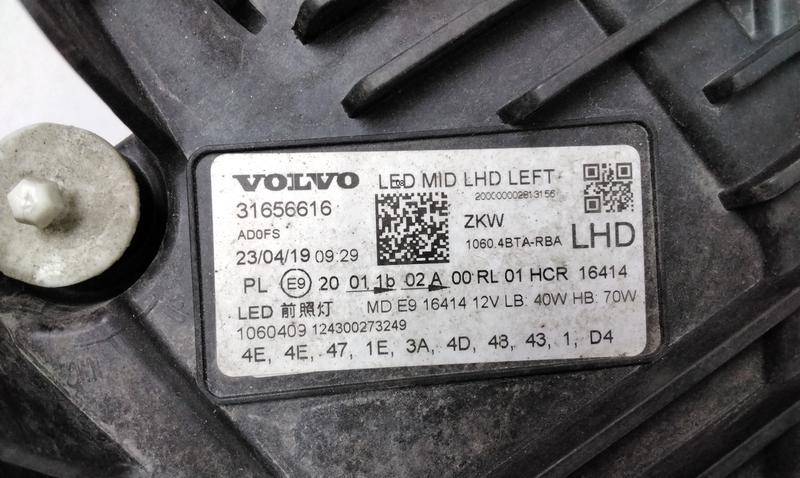 VOLVO LED MID LHD LEFT
31656616
200000002813156
AD0FS
ZKW
23/04/19 09:29
1060.4BTA-RBA LHD
PL E9 20 01 1b 02 A 00 RL 01 HCR 16414
LED 前照灯 MD E9 16414 12V LB: 40W HB: 70W
1060409 124300273249
4E, 4E, 47, 1E, 3A, 4D, 48, 43, 1, D4